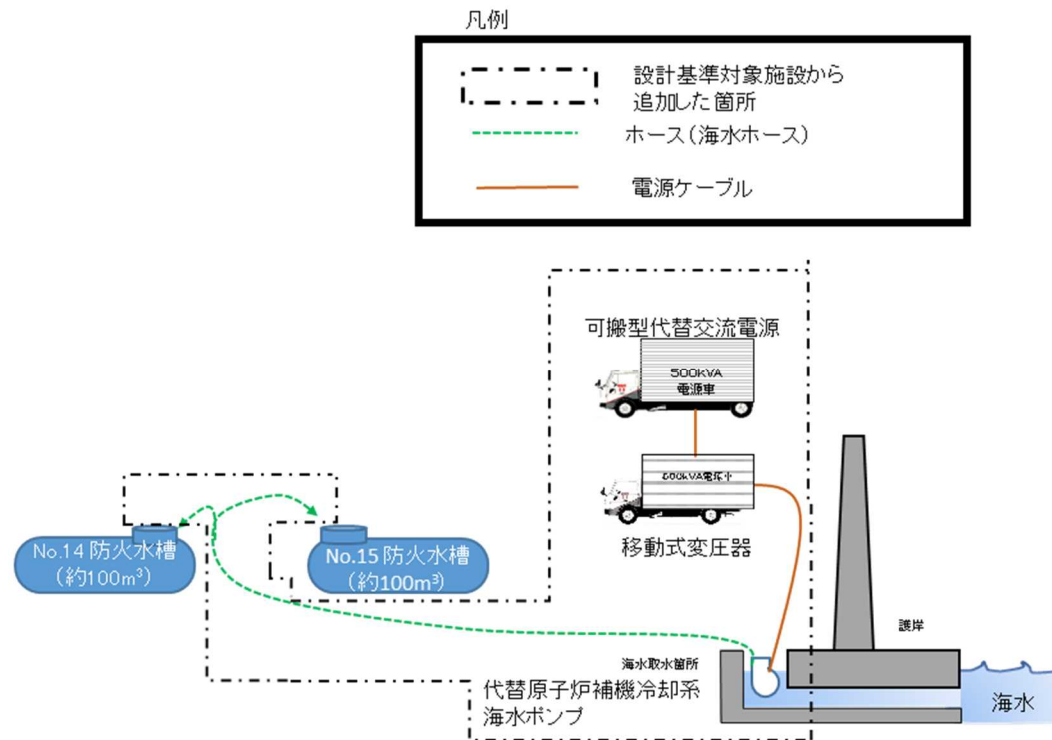 凡例
設計基準対象施設から
追加した箇所
ホース(海水ホース)
電源ケーブル
可搬型代替交流電源
500kVA
電源車
移動式変圧器
No.14 防火水槽
(約100m³)
No.15 防火水槽
(約100m³)
護岸
海水取水箇所
代替原子炉補機冷却系
海水ポンプ
海水